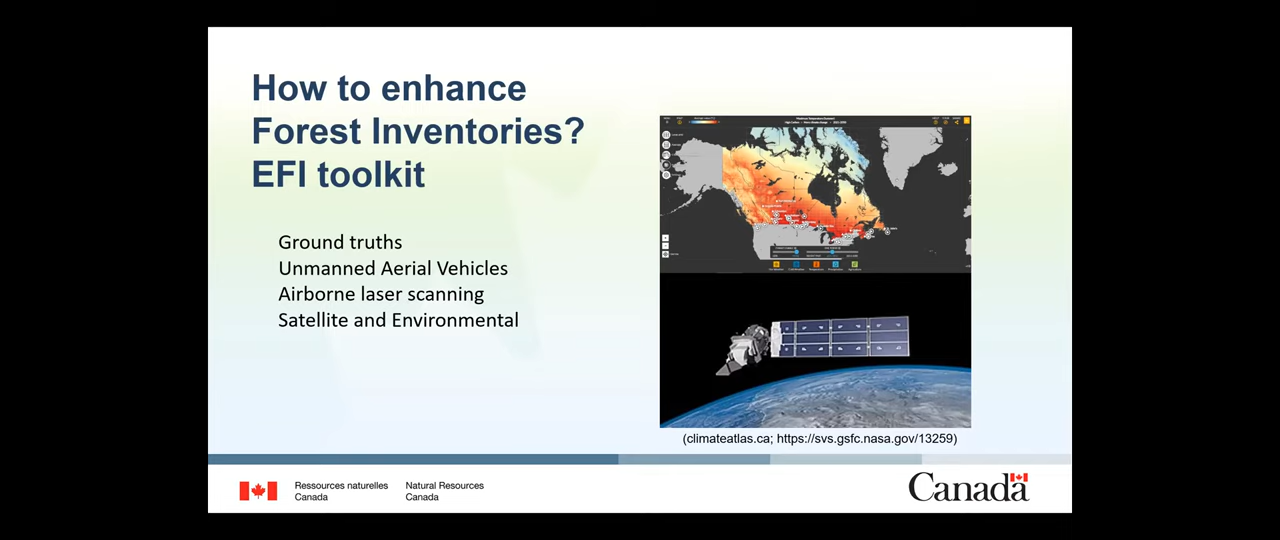 How to enhance
Forest Inventories?
EFI toolkit
Ground truths
Unmanned Aerial Vehicles
Airborne laser scanning
Satellite and Environmental
(climateatlas.ca; https://svs.gsfc.nasa.gov/13259)
Ressources naturelles
Canada
Natural Resources
Canada
Canada